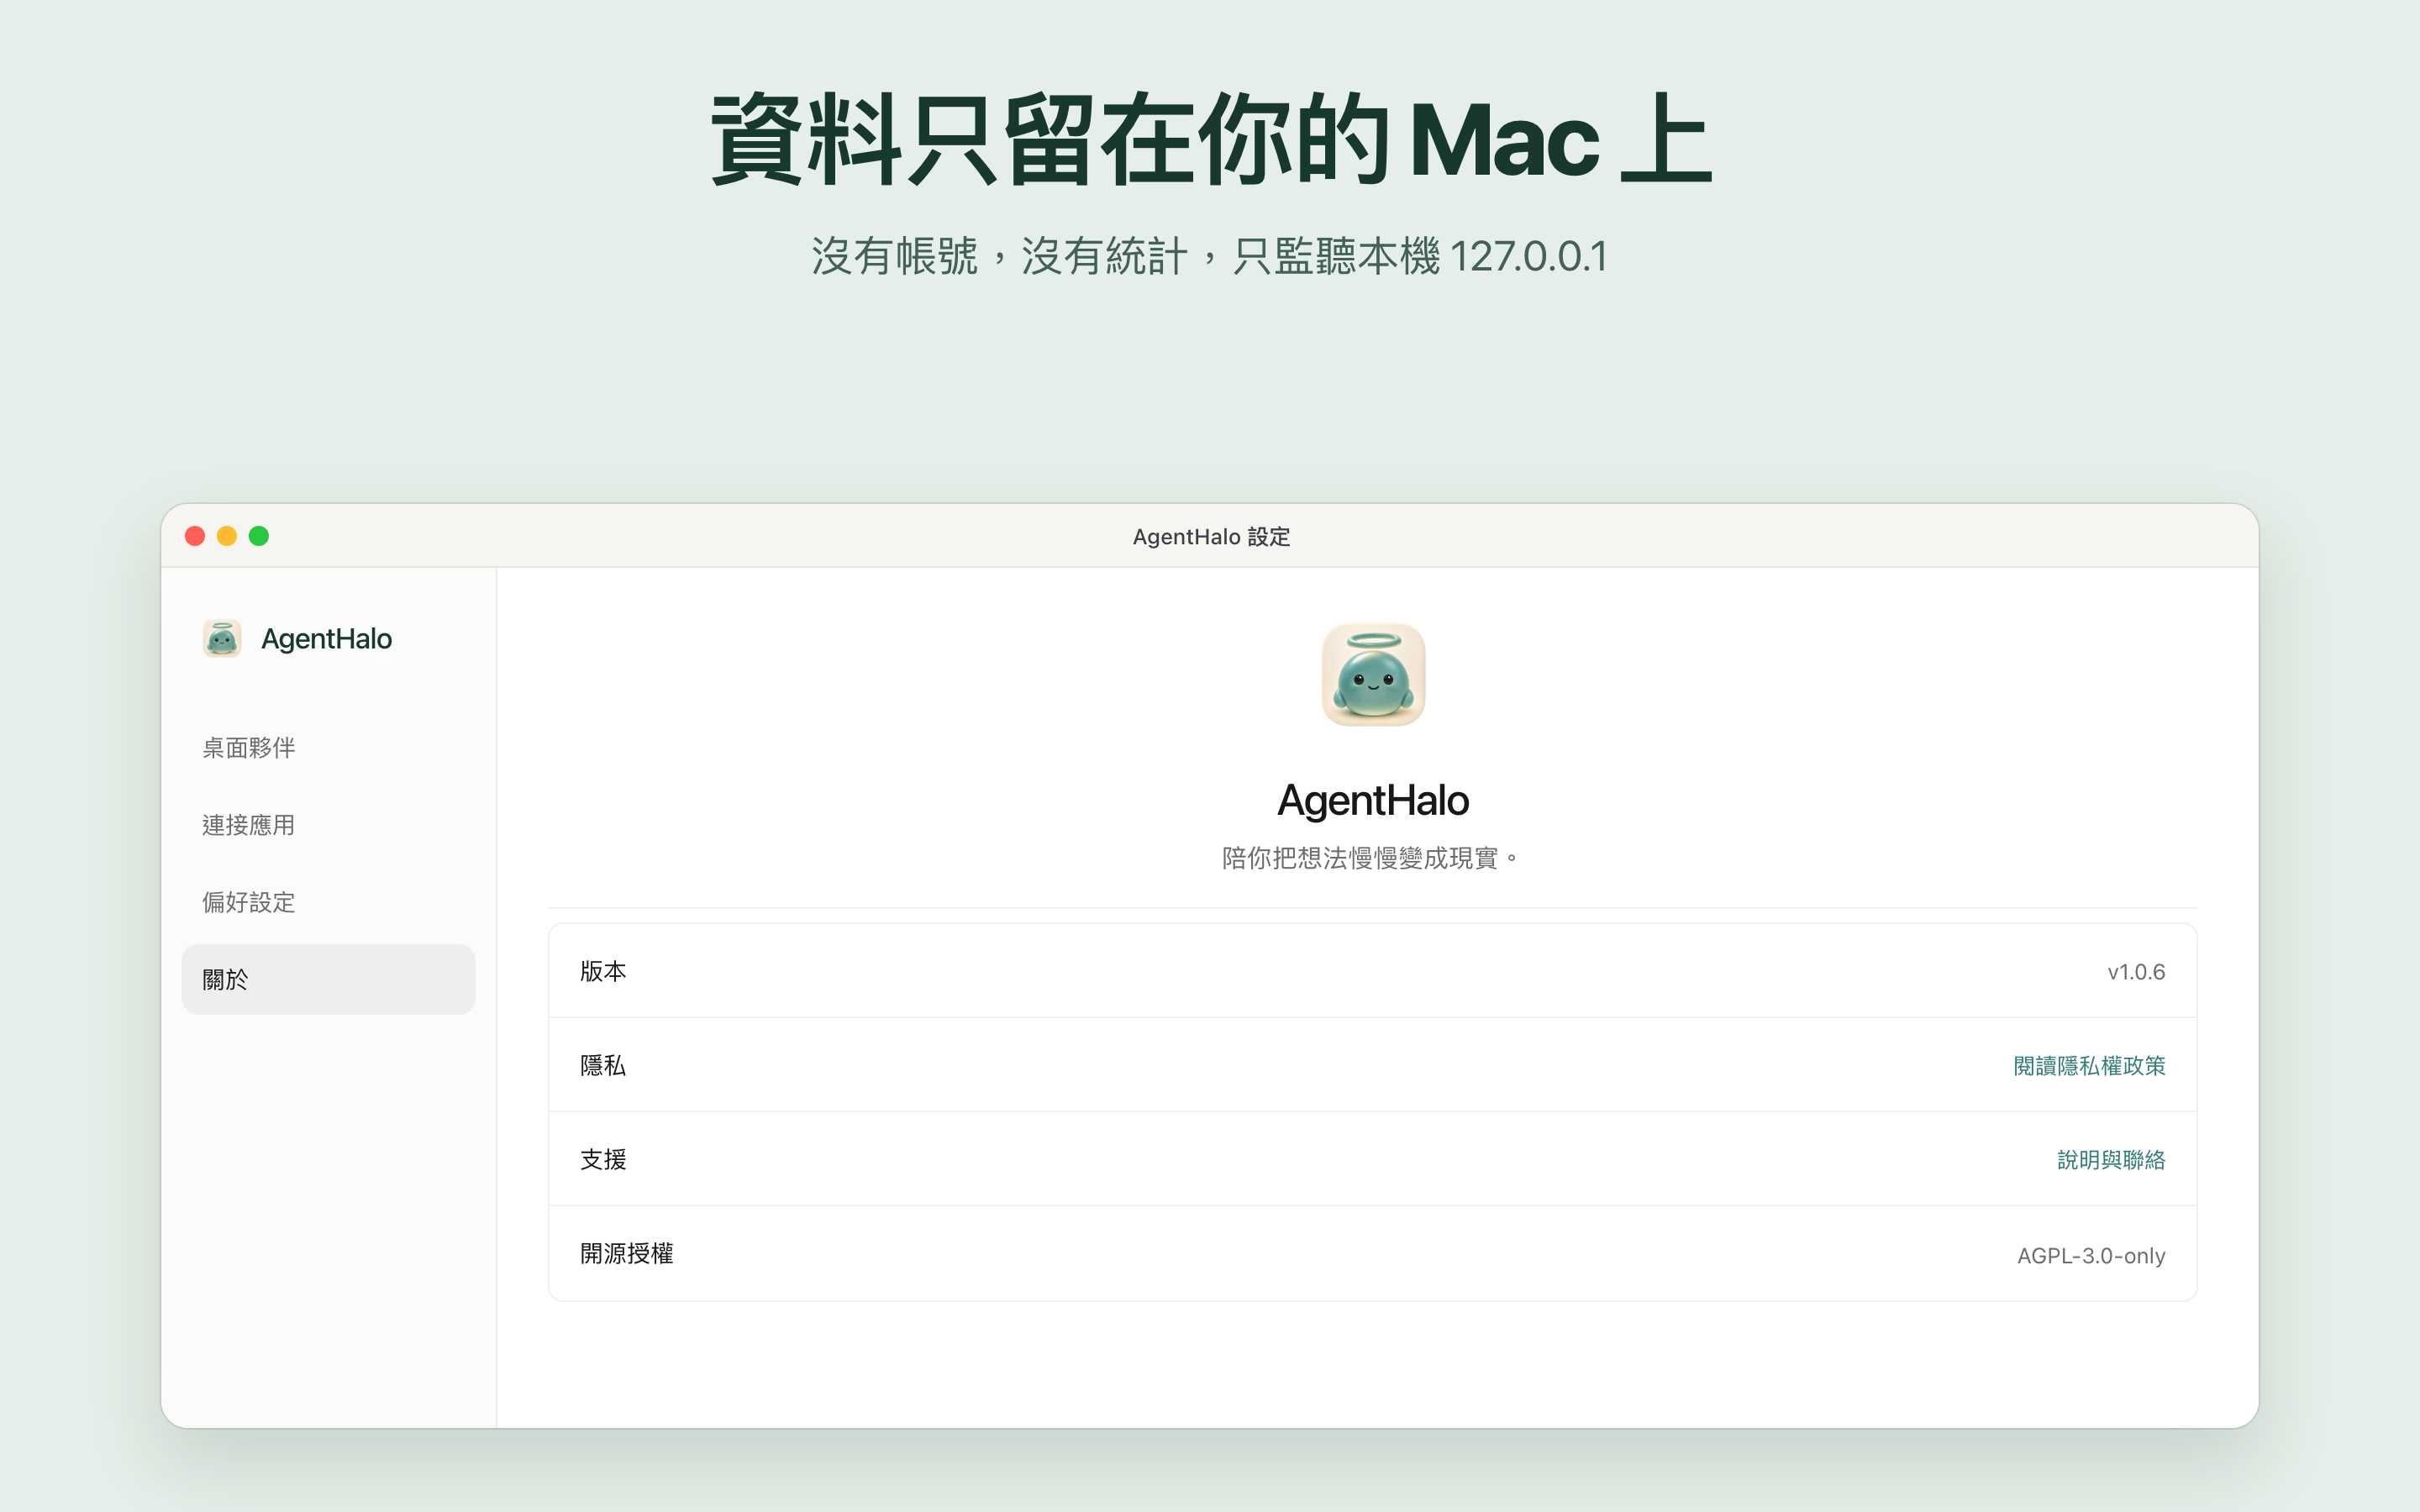 資料只留在你的 Mac 上
沒有帳號，沒有統計，只監聽本機 127.0.0.1
AgentHalo 設定
AgentHalo
桌面夥伴
連接應用
偏好設定
關於
AgentHalo
陪你把想法慢慢變成現實。
版本
v1.0.6
隱私
閱讀隱私權政策
支援
說明與聯絡
開源授權
AGPL-3.0-only